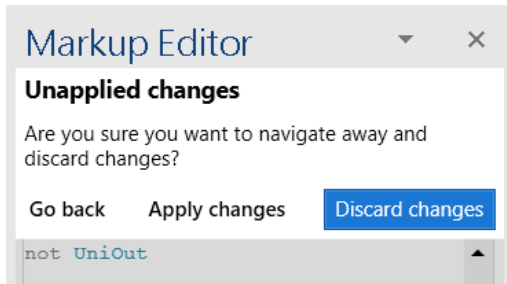 Markup Editor
Unapplied changes
Are you sure you want to navigate away and
discard changes?
Go back Apply changes Discard changes
not UniOut